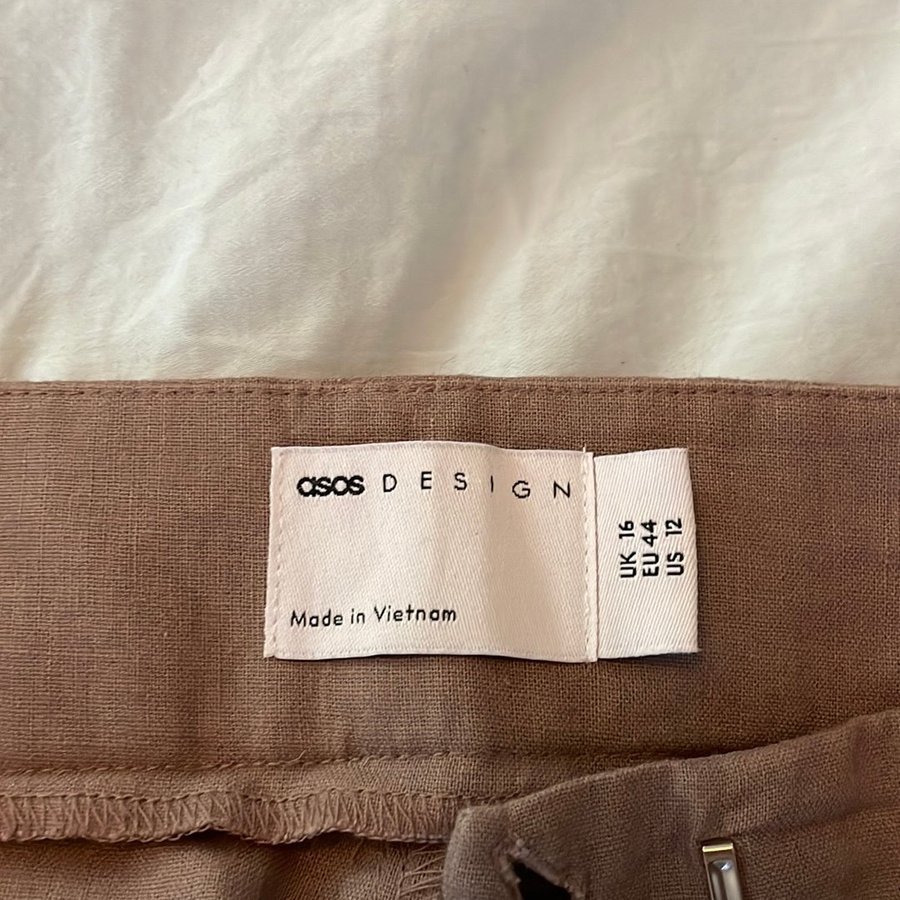 asos DESIGN
Made in Vietnam
UK 16
EU 44
US 12